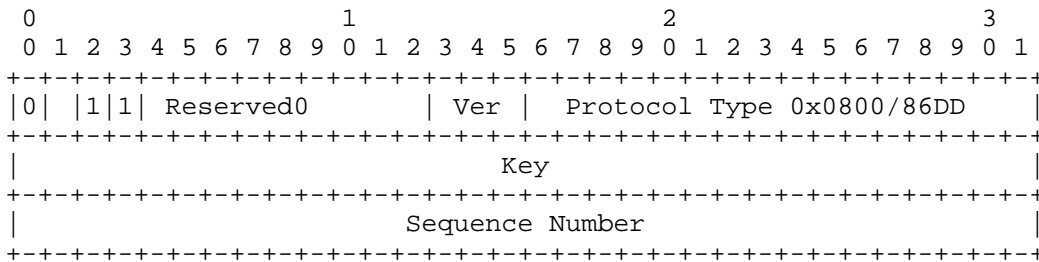 0                   1                   2                   3
 0 1 2 3 4 5 6 7 8 9 0 1 2 3 4 5 6 7 8 9 0 1 2 3 4 5 6 7 8 9 0 1
+-+-+-+-+-+-+-+-+-+-+-+-+-+-+-+-+-+-+-+-+-+-+-+-+-+-+-+-+-+-+-+-+
|0| |1|1| Reserved0       | Ver |  Protocol Type 0x0800/86DD    |
+-+-+-+-+-+-+-+-+-+-+-+-+-+-+-+-+-+-+-+-+-+-+-+-+-+-+-+-+-+-+-+-+
|                              Key                              |
+-+-+-+-+-+-+-+-+-+-+-+-+-+-+-+-+-+-+-+-+-+-+-+-+-+-+-+-+-+-+-+-+
|                        Sequence Number                        |
+-+-+-+-+-+-+-+-+-+-+-+-+-+-+-+-+-+-+-+-+-+-+-+-+-+-+-+-+-+-+-+-+